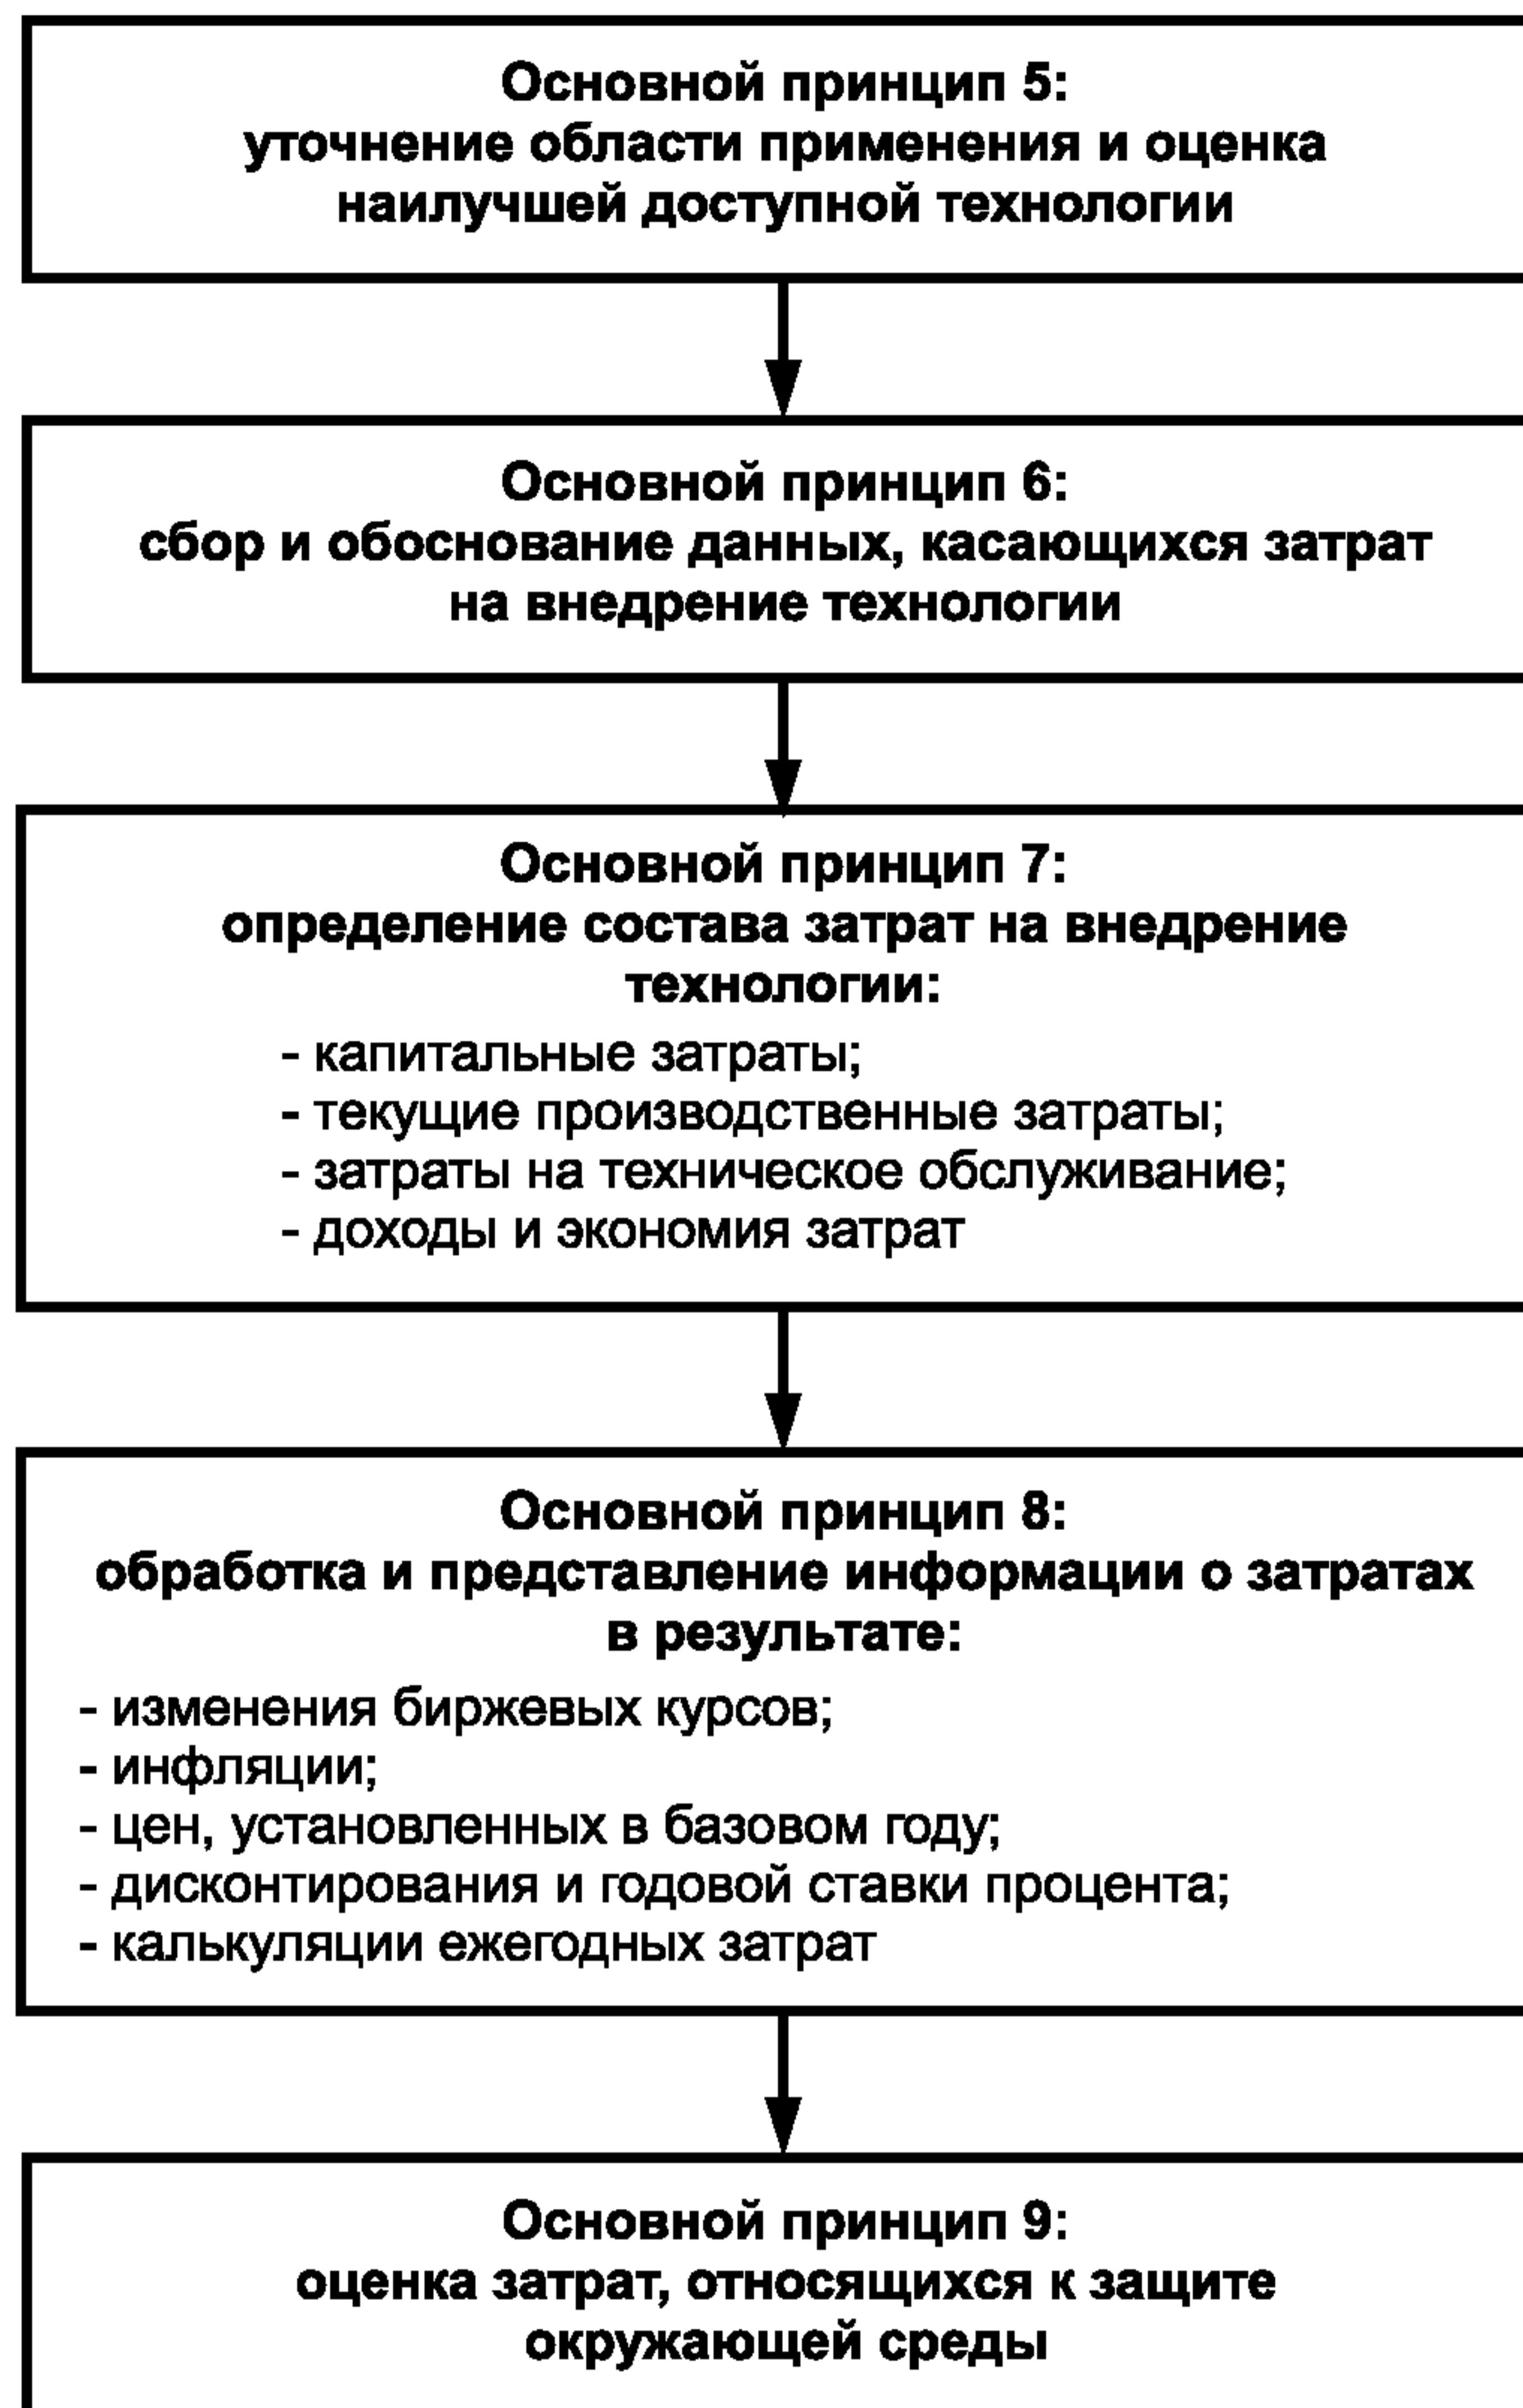 Основной принцип 5:
уточнение области применения и оценка
наилучшей доступной технологии
Основной принцип 6:
сбор и обоснование данных, касающихся затрат
на внедрение технологии
Основной принцип 7:
определение состава затрат на внедрение
технологии:
- капитальные затраты;
- текущие производственные затраты;
- затраты на техническое обслуживание;
- доходы и экономия затрат
Основной принцип 8:
обработка и представление информации о затратах
в результате:
- изменения биржевых курсов;
- инфляции;
- цен, установленных в базовом году;
- дисконтирования и годовой ставки процента;
- калькуляции ежегодных затрат
Основной принцип 9:
оценка затрат, относящихся к защите
окружающей среды